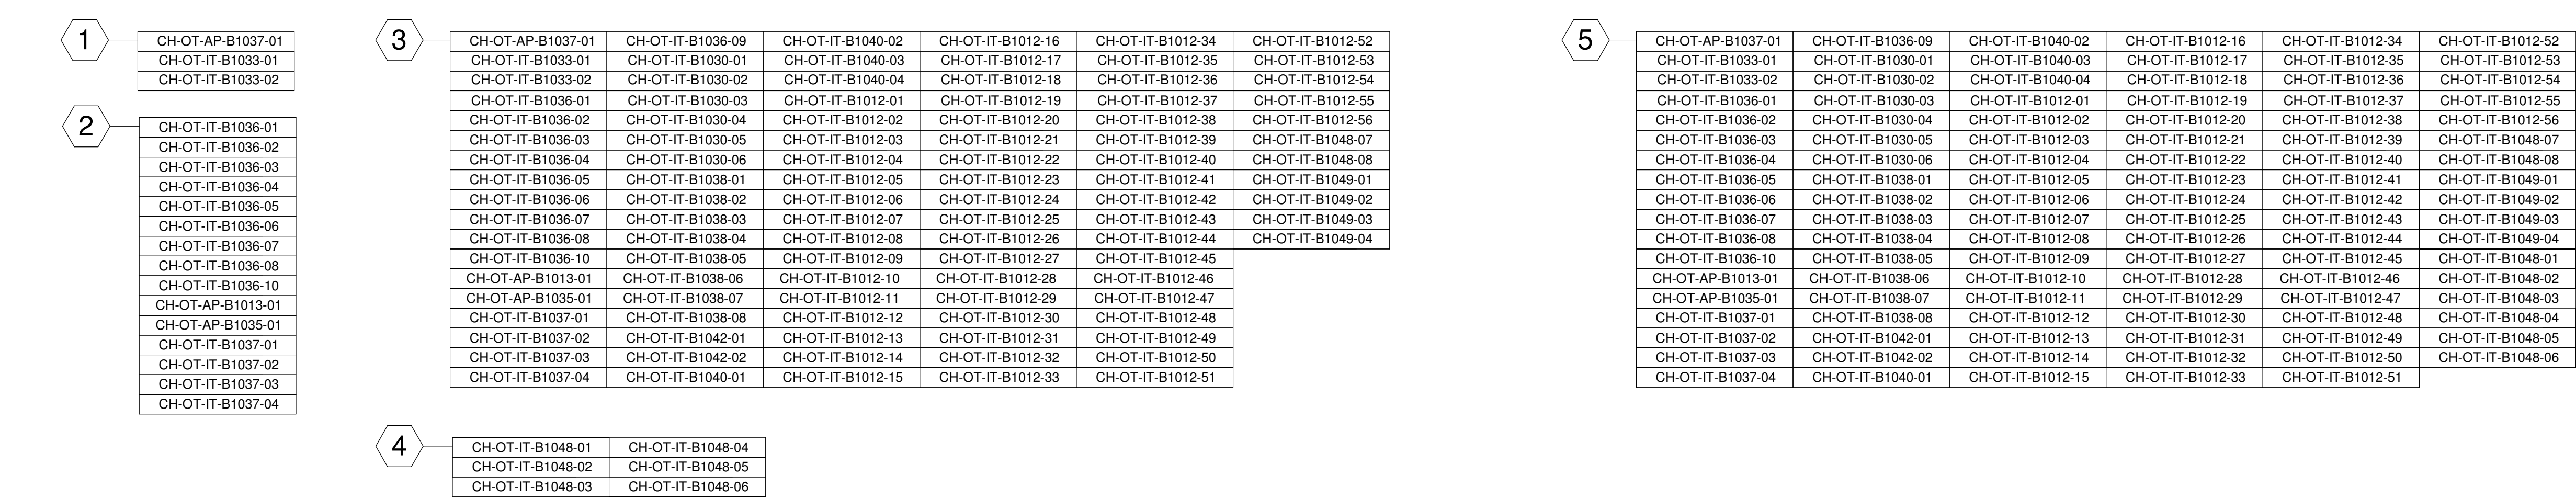 1
CH-OT-AP-B1037-01
CH-OT-IT-B1033-01
CH-OT-IT-B1033-02
2
CH-OT-IT-B1036-01
CH-OT-IT-B1036-02
CH-OT-IT-B1036-03
CH-OT-IT-B1036-04
CH-OT-IT-B1036-05
CH-OT-IT-B1036-06
CH-OT-IT-B1036-07
CH-OT-IT-B1036-08
CH-OT-IT-B1036-10
CH-OT-AP-B1013-01
CH-OT-AP-B1035-01
CH-OT-IT-B1037-01
CH-OT-IT-B1037-02
CH-OT-IT-B1037-03
CH-OT-IT-B1037-04
3
CH-OT-AP-B1037-01 CH-OT-IT-B1036-09 CH-OT-IT-B1040-02 CH-OT-IT-B1012-16 CH-OT-IT-B1012-34 CH-OT-IT-B1012-52
CH-OT-IT-B1033-01 CH-OT-IT-B1030-01 CH-OT-IT-B1040-03 CH-OT-IT-B1012-17 CH-OT-IT-B1012-35 CH-OT-IT-B1012-53
CH-OT-IT-B1033-02 CH-OT-IT-B1030-02 CH-OT-IT-B1040-04 CH-OT-IT-B1012-18 CH-OT-IT-B1012-36 CH-OT-IT-B1012-54
CH-OT-IT-B1036-01 CH-OT-IT-B1030-03 CH-OT-IT-B1012-01 CH-OT-IT-B1012-19 CH-OT-IT-B1012-37 CH-OT-IT-B1012-55
CH-OT-IT-B1036-02 CH-OT-IT-B1030-04 CH-OT-IT-B1012-02 CH-OT-IT-B1012-20 CH-OT-IT-B1012-38 CH-OT-IT-B1012-56
CH-OT-IT-B1036-03 CH-OT-IT-B1030-05 CH-OT-IT-B1012-03 CH-OT-IT-B1012-21 CH-OT-IT-B1012-39 CH-OT-IT-B1048-07
CH-OT-IT-B1036-04 CH-OT-IT-B1030-06 CH-OT-IT-B1012-04 CH-OT-IT-B1012-22 CH-OT-IT-B1012-40 CH-OT-IT-B1048-08
CH-OT-IT-B1036-05 CH-OT-IT-B1038-01 CH-OT-IT-B1012-05 CH-OT-IT-B1012-23 CH-OT-IT-B1012-41 CH-OT-IT-B1049-01
CH-OT-IT-B1036-06 CH-OT-IT-B1038-02 CH-OT-IT-B1012-06 CH-OT-IT-B1012-24 CH-OT-IT-B1012-42 CH-OT-IT-B1049-02
CH-OT-IT-B1036-07 CH-OT-IT-B1038-03 CH-OT-IT-B1012-07 CH-OT-IT-B1012-25 CH-OT-IT-B1012-43 CH-OT-IT-B1049-03
CH-OT-IT-B1036-08 CH-OT-IT-B1038-04 CH-OT-IT-B1012-08 CH-OT-IT-B1012-26 CH-OT-IT-B1012-44 CH-OT-IT-B1049-04
CH-OT-IT-B1036-10 CH-OT-IT-B1038-05 CH-OT-IT-B1012-09 CH-OT-IT-B1012-27 CH-OT-IT-B1012-45
CH-OT-AP-B1013-01 CH-OT-IT-B1038-06 CH-OT-IT-B1012-10 CH-OT-IT-B1012-28 CH-OT-IT-B1012-46
CH-OT-AP-B1035-01 CH-OT-IT-B1038-07 CH-OT-IT-B1012-11 CH-OT-IT-B1012-29 CH-OT-IT-B1012-47
CH-OT-IT-B1037-01 CH-OT-IT-B1038-08 CH-OT-IT-B1012-12 CH-OT-IT-B1012-30 CH-OT-IT-B1012-48
CH-OT-IT-B1037-02 CH-OT-IT-B1042-01 CH-OT-IT-B1012-13 CH-OT-IT-B1012-31 CH-OT-IT-B1012-49
CH-OT-IT-B1037-03 CH-OT-IT-B1042-02 CH-OT-IT-B1012-14 CH-OT-IT-B1012-32 CH-OT-IT-B1012-50
CH-OT-IT-B1037-04 CH-OT-IT-B1040-01 CH-OT-IT-B1012-15 CH-OT-IT-B1012-33 CH-OT-IT-B1012-51
4
CH-OT-IT-B1048-01 CH-OT-IT-B1048-04
CH-OT-IT-B1048-02 CH-OT-IT-B1048-05
CH-OT-IT-B1048-03 CH-OT-IT-B1048-06
5
CH-OT-AP-B1037-01 CH-OT-IT-B1036-09 CH-OT-IT-B1040-02 CH-OT-IT-B1012-16 CH-OT-IT-B1012-34 CH-OT-IT-B1012-52
CH-OT-IT-B1033-01 CH-OT-IT-B1030-01 CH-OT-IT-B1040-03 CH-OT-IT-B1012-17 CH-OT-IT-B1012-35 CH-OT-IT-B1012-53
CH-OT-IT-B1033-02 CH-OT-IT-B1030-02 CH-OT-IT-B1040-04 CH-OT-IT-B1012-18 CH-OT-IT-B1012-36 CH-OT-IT-B1012-54
CH-OT-IT-B1036-01 CH-OT-IT-B1030-03 CH-OT-IT-B1012-01 CH-OT-IT-B1012-19 CH-OT-IT-B1012-37 CH-OT-IT-B1012-55
CH-OT-IT-B1036-02 CH-OT-IT-B1030-04 CH-OT-IT-B1012-02 CH-OT-IT-B1012-20 CH-OT-IT-B1012-38 CH-OT-IT-B1012-56
CH-OT-IT-B1036-03 CH-OT-IT-B1030-05 CH-OT-IT-B1012-03 CH-OT-IT-B1012-21 CH-OT-IT-B1012-39 CH-OT-IT-B1048-07
CH-OT-IT-B1036-04 CH-OT-IT-B1030-06 CH-OT-IT-B1012-04 CH-OT-IT-B1012-22 CH-OT-IT-B1012-40 CH-OT-IT-B1048-08
CH-OT-IT-B1036-05 CH-OT-IT-B1038-01 CH-OT-IT-B1012-05 CH-OT-IT-B1012-23 CH-OT-IT-B1012-41 CH-OT-IT-B1049-01
CH-OT-IT-B1036-06 CH-OT-IT-B1038-02 CH-OT-IT-B1012-06 CH-OT-IT-B1012-24 CH-OT-IT-B1012-42 CH-OT-IT-B1049-02
CH-OT-IT-B1036-07 CH-OT-IT-B1038-03 CH-OT-IT-B1012-07 CH-OT-IT-B1012-25 CH-OT-IT-B1012-43 CH-OT-IT-B1049-03
CH-OT-IT-B1036-08 CH-OT-IT-B1038-04 CH-OT-IT-B1012-08 CH-OT-IT-B1012-26 CH-OT-IT-B1012-44 CH-OT-IT-B1049-04
CH-OT-IT-B1036-10 CH-OT-IT-B1038-05 CH-OT-IT-B1012-09 CH-OT-IT-B1012-27 CH-OT-IT-B1012-45 CH-OT-IT-B1048-01
CH-OT-AP-B1013-01 CH-OT-IT-B1038-06 CH-OT-IT-B1012-10 CH-OT-IT-B1012-28 CH-OT-IT-B1012-46 CH-OT-IT-B1048-02
CH-OT-AP-B1035-01 CH-OT-IT-B1038-07 CH-OT-IT-B1012-11 CH-OT-IT-B1012-29 CH-OT-IT-B1012-47 CH-OT-IT-B1048-03
CH-OT-IT-B1037-01 CH-OT-IT-B1038-08 CH-OT-IT-B1012-12 CH-OT-IT-B1012-30 CH-OT-IT-B1012-48 CH-OT-IT-B1048-04
CH-OT-IT-B1037-02 CH-OT-IT-B1042-01 CH-OT-IT-B1012-13 CH-OT-IT-B1012-31 CH-OT-IT-B1012-49 CH-OT-IT-B1048-05
CH-OT-IT-B1037-03 CH-OT-IT-B1042-02 CH-OT-IT-B1012-14 CH-OT-IT-B1012-32 CH-OT-IT-B1012-50 CH-OT-IT-B1048-06
CH-OT-IT-B1037-04 CH-OT-IT-B1040-01 CH-OT-IT-B1012-15 CH-OT-IT-B1012-33 CH-OT-IT-B1012-51